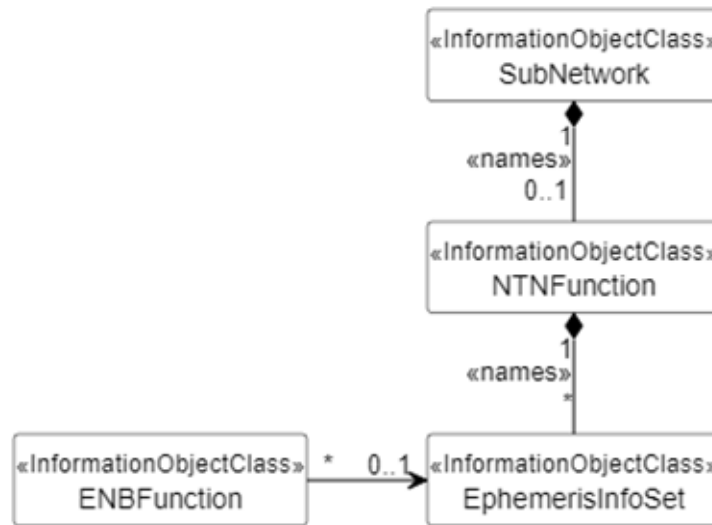 «InformationObjectClass»
SubNetwork
1
«names»
0..1
«InformationObjectClass»
NTNFunction
1
«names»
*
«InformationObjectClass» * 0..1 «InformationObjectClass»
ENBFunction EphemerisInfoSet